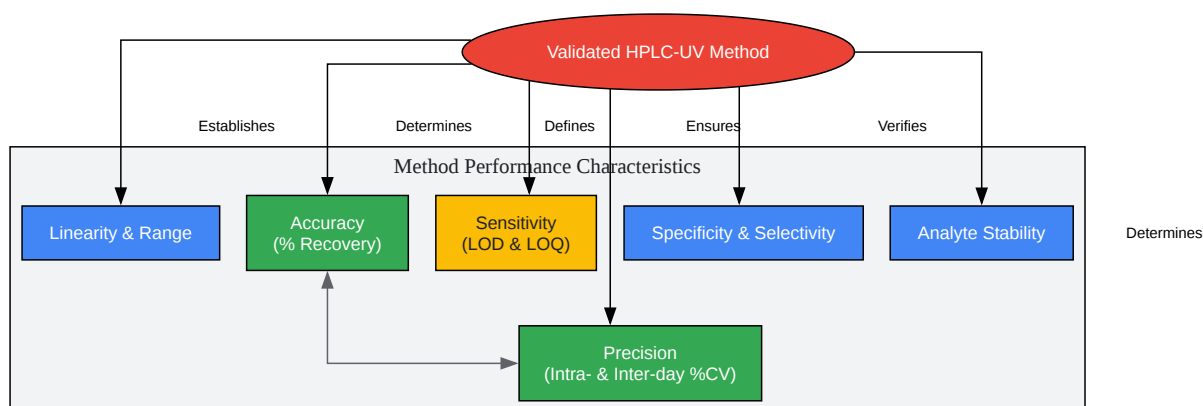 Validated HPLC-UV Method
Establishes
Determines
Defines
Ensures
Verifies
Method Performance Characteristics
Linearity & Range
Accuracy
(% Recovery)
Sensitivity
(LOD & LOQ)
Specificity & Selectivity
Analyte Stability
Determines
Precision
(Intra- & Inter-day %CV)